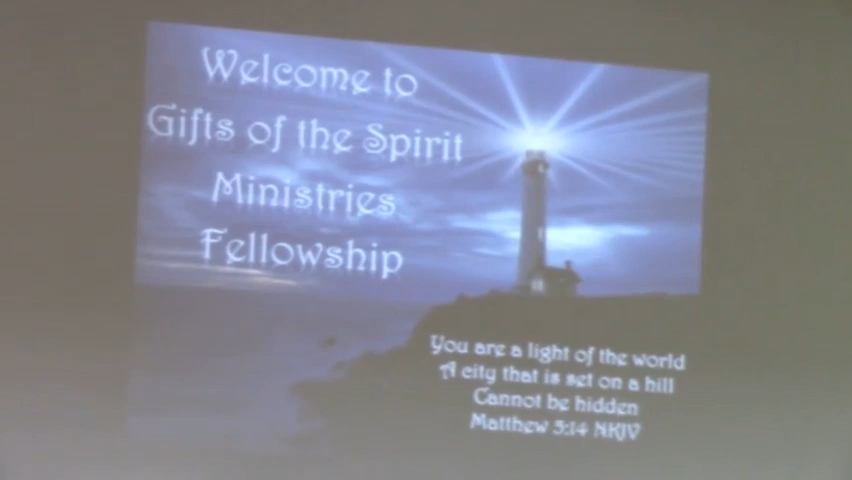 Welcome to
Gifts of the Spirit
Ministries
Fellowship
You are a light of the world
A city that is set on a hill
Cannot be hidden
Matthew 5:14 NKJV